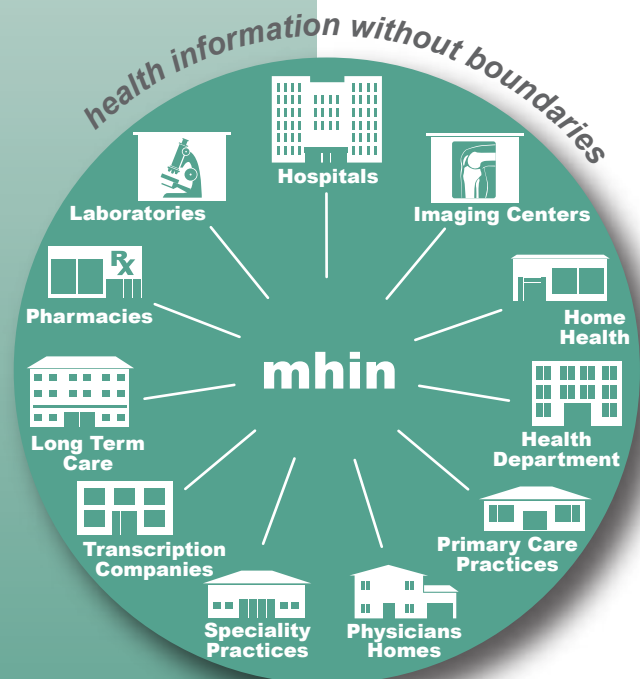 health information without boundaries
Hospitals
Imaging Centers
Home
Health
Health
Department
Primary Care
Practices
Physicians
Homes
Speciality
Practices
Transcription
Companies
Long Term
Care
Pharmacies
RX
Laboratories
mhin